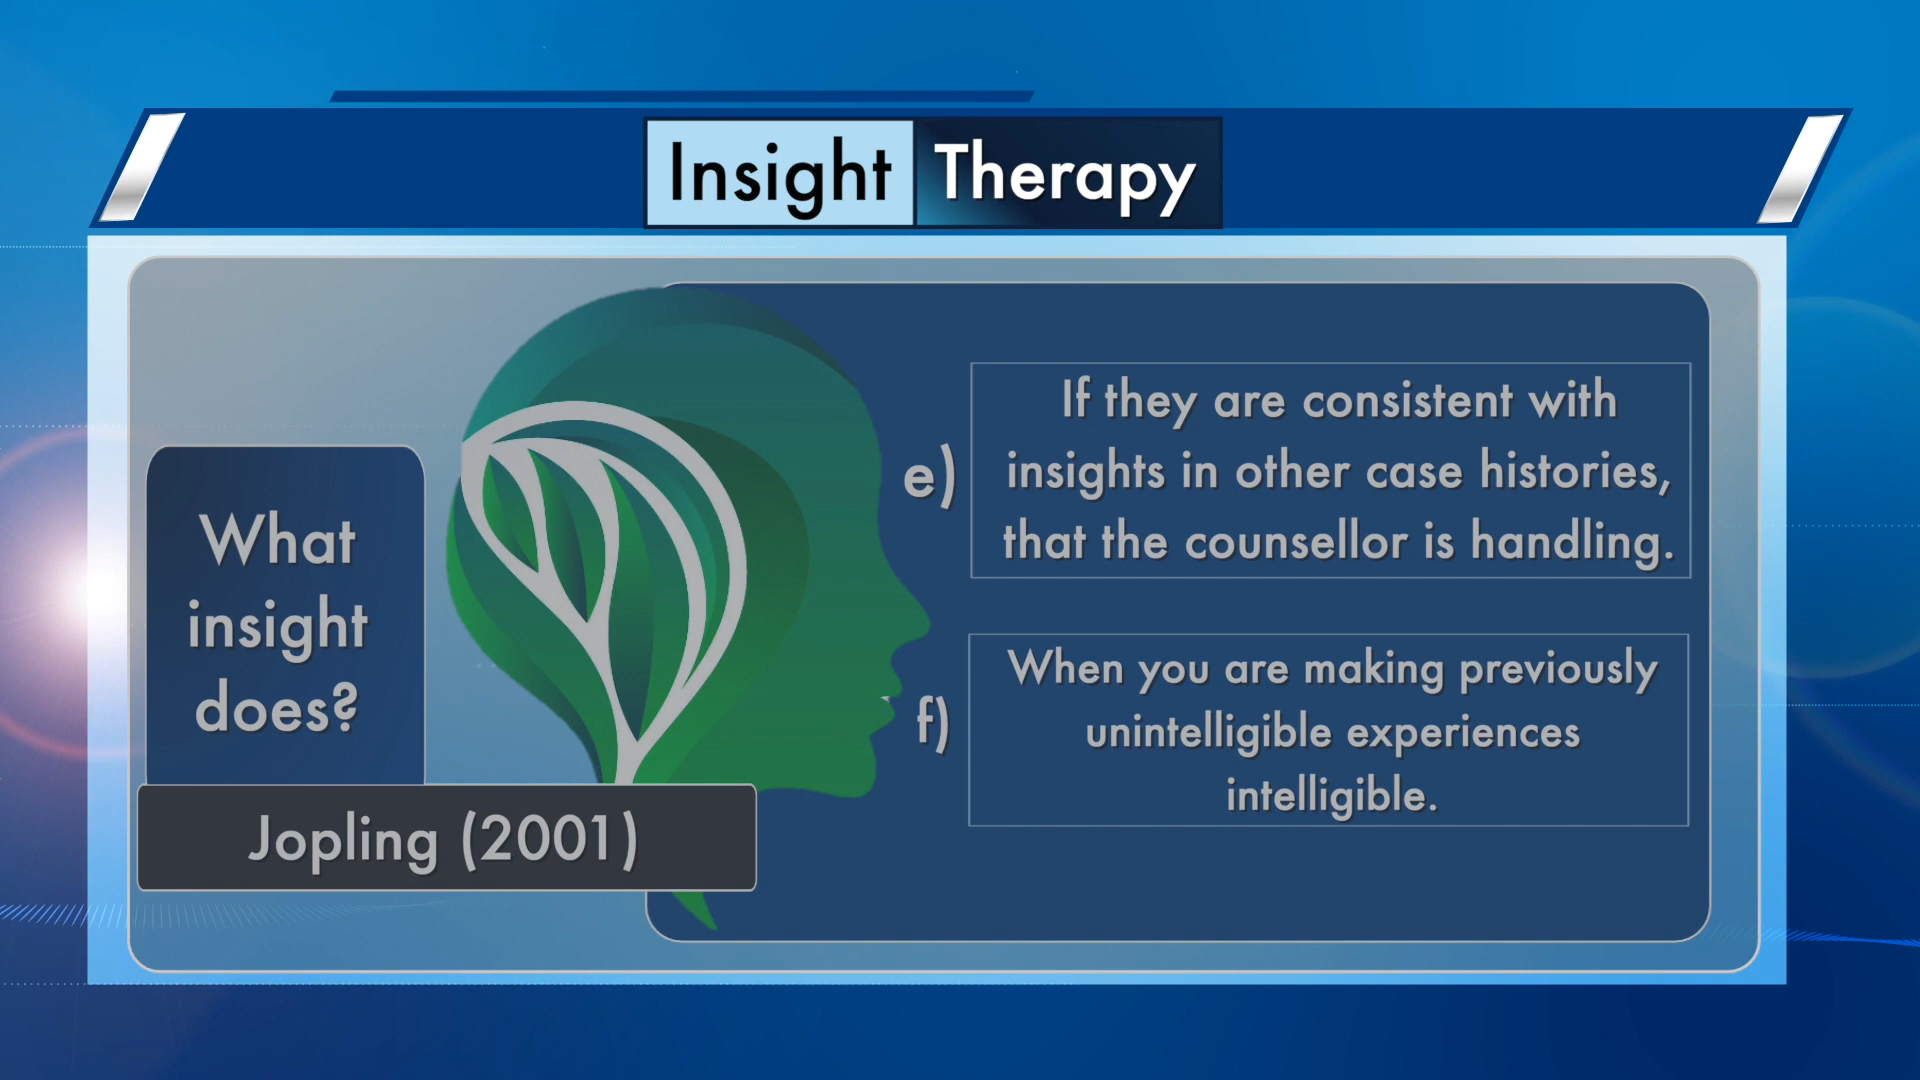 Insight Therapy
What
insight
does?
Jopling (2001)
e)
If they are consistent with
insights in other case histories,
that the counsellor is handling.
f)
When you are making previously
unintelligible experiences
intelligible.